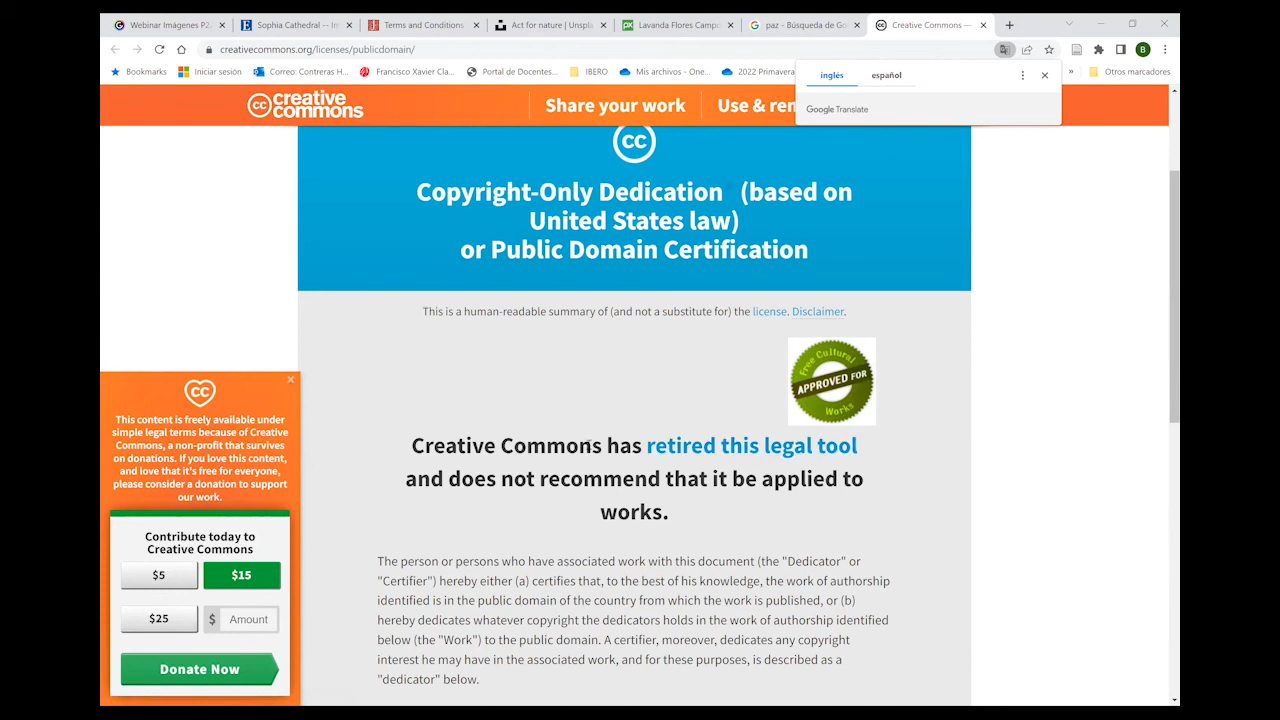 Webinar Imágenes P2
Sophia Cathedral -- In
Terms and Conditions
Act for nature | Unspla
Lavanda Flores Campo
paz - Búsqueda de Go
Creative Commons —
creativecommons.org/licenses/publicdomain/
B
Bookmarks
Iniciar sesión
Correo: Contreras H...
Francisco Xavier Cla...
Portal de Docentes...
IBERO
Mis archivos - One...
2022 Primavera
»
Otros marcadores
inglés
español
Google Translate
cc creative commons
Share your work
Use & re
cc
Copyright-Only Dedication (based on
United States law)
or Public Domain Certification
This is a human-readable summary of (and not a substitute for) the license. Disclaimer.
Free Cultural
APPROVED FOR
Works
Creative Commons has retired this legal tool
and does not recommend that it be applied to
works.
The person or persons who have associated work with this document (the "Dedicator" or
"Certifier") hereby either (a) certifies that, to the best of his knowledge, the work of authorship
identified is in the public domain of the country from which the work is published, or (b)
hereby dedicates whatever copyright the dedicators holds in the work of authorship identified
below (the "Work") to the public domain. A certifier, moreover, dedicates any copyright
interest he may have in the associated work, and for these purposes, is described as a
"dedicator" below.
cc
This content is freely available under
simple legal terms because of Creative
Commons, a non-profit that survives
on donations. If you love this content,
and love that it's free for everyone,
please consider a donation to support
our work.
Contribute today to
Creative Commons
$5
$15
$25
$ Amount
Donate Now